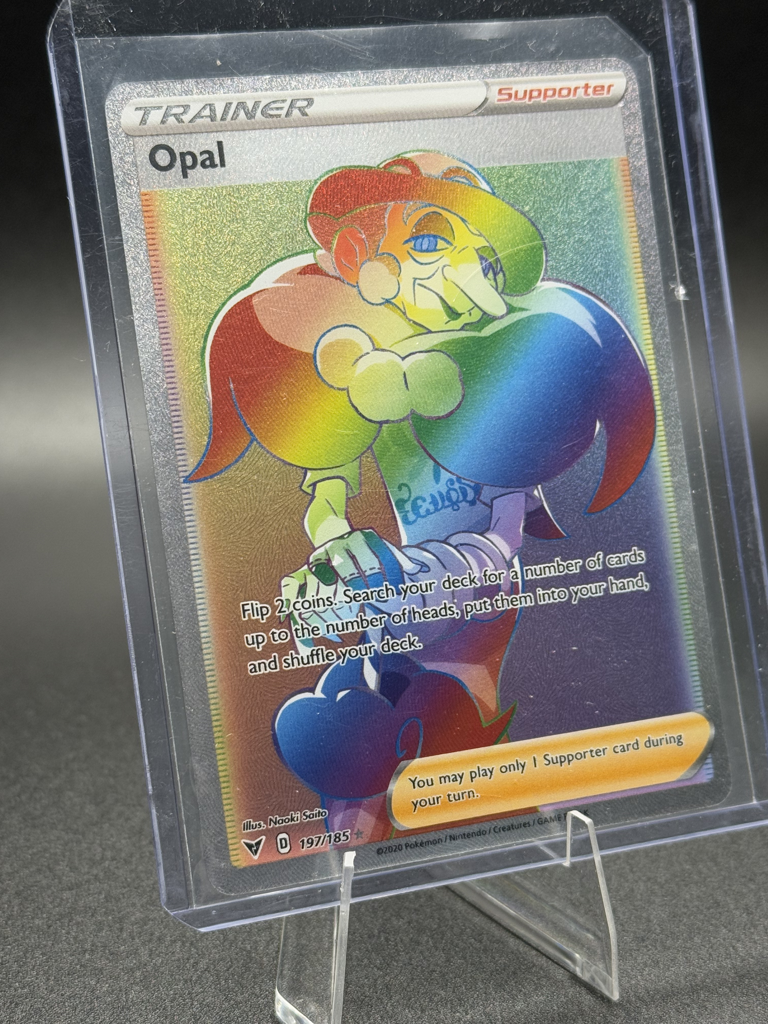 TRAINER
Supporter
Opal
Flip 2 coins. Search your deck for a number of cards
up to the number of heads, put them into your hand,
and shuffle your deck.
You may play only 1 Supporter card during
your turn.
Illus. Naoki Saito
D 197/185
©2020 Pokémon / Nintendo / Creatures / GAME